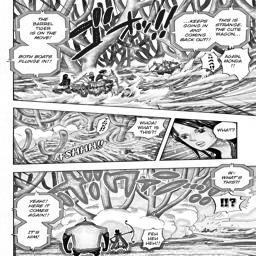 THIS IS
STRANGE.
THE CUTE
WAGON...
...KEEPS
GOING IN
AND
COMING
BACK OUT!!
AGAIN,
MONDA
!!
THE
BARREL
TIGER
IS ON THE
MOVE!
BOTH BOATS
PLUNGE IN!!
WHAT?
WHOA!
WHAT IS
THIS?!
W-
WHAT'S
THIS?!
!!?
FEH
HEH
HEH!!
YEAH!!
HERE IT
COMES
AGAIN!!
IT'S
HIM!